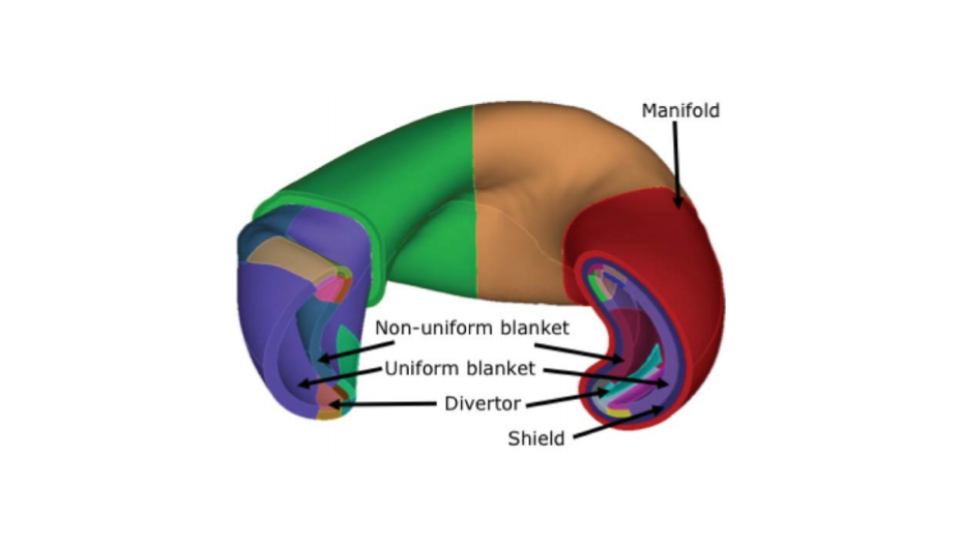 Manifold
Non-uniform blanket
Uniform blanket
Divertor
Shield